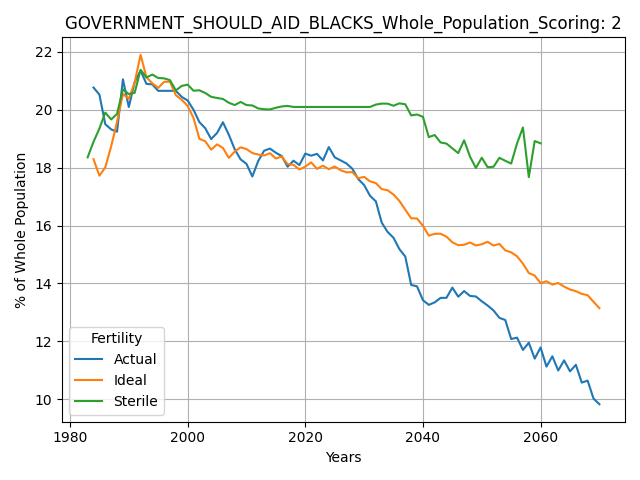 GOVERNMENT_SHOULD_AID_BLACKS_Whole_Population_Scoring: 2
% of Whole Population
22
20
18
16
14
12
10
Fertility
Actual
Ideal
Sterile
1980
2000
2020
2040
2060
Years